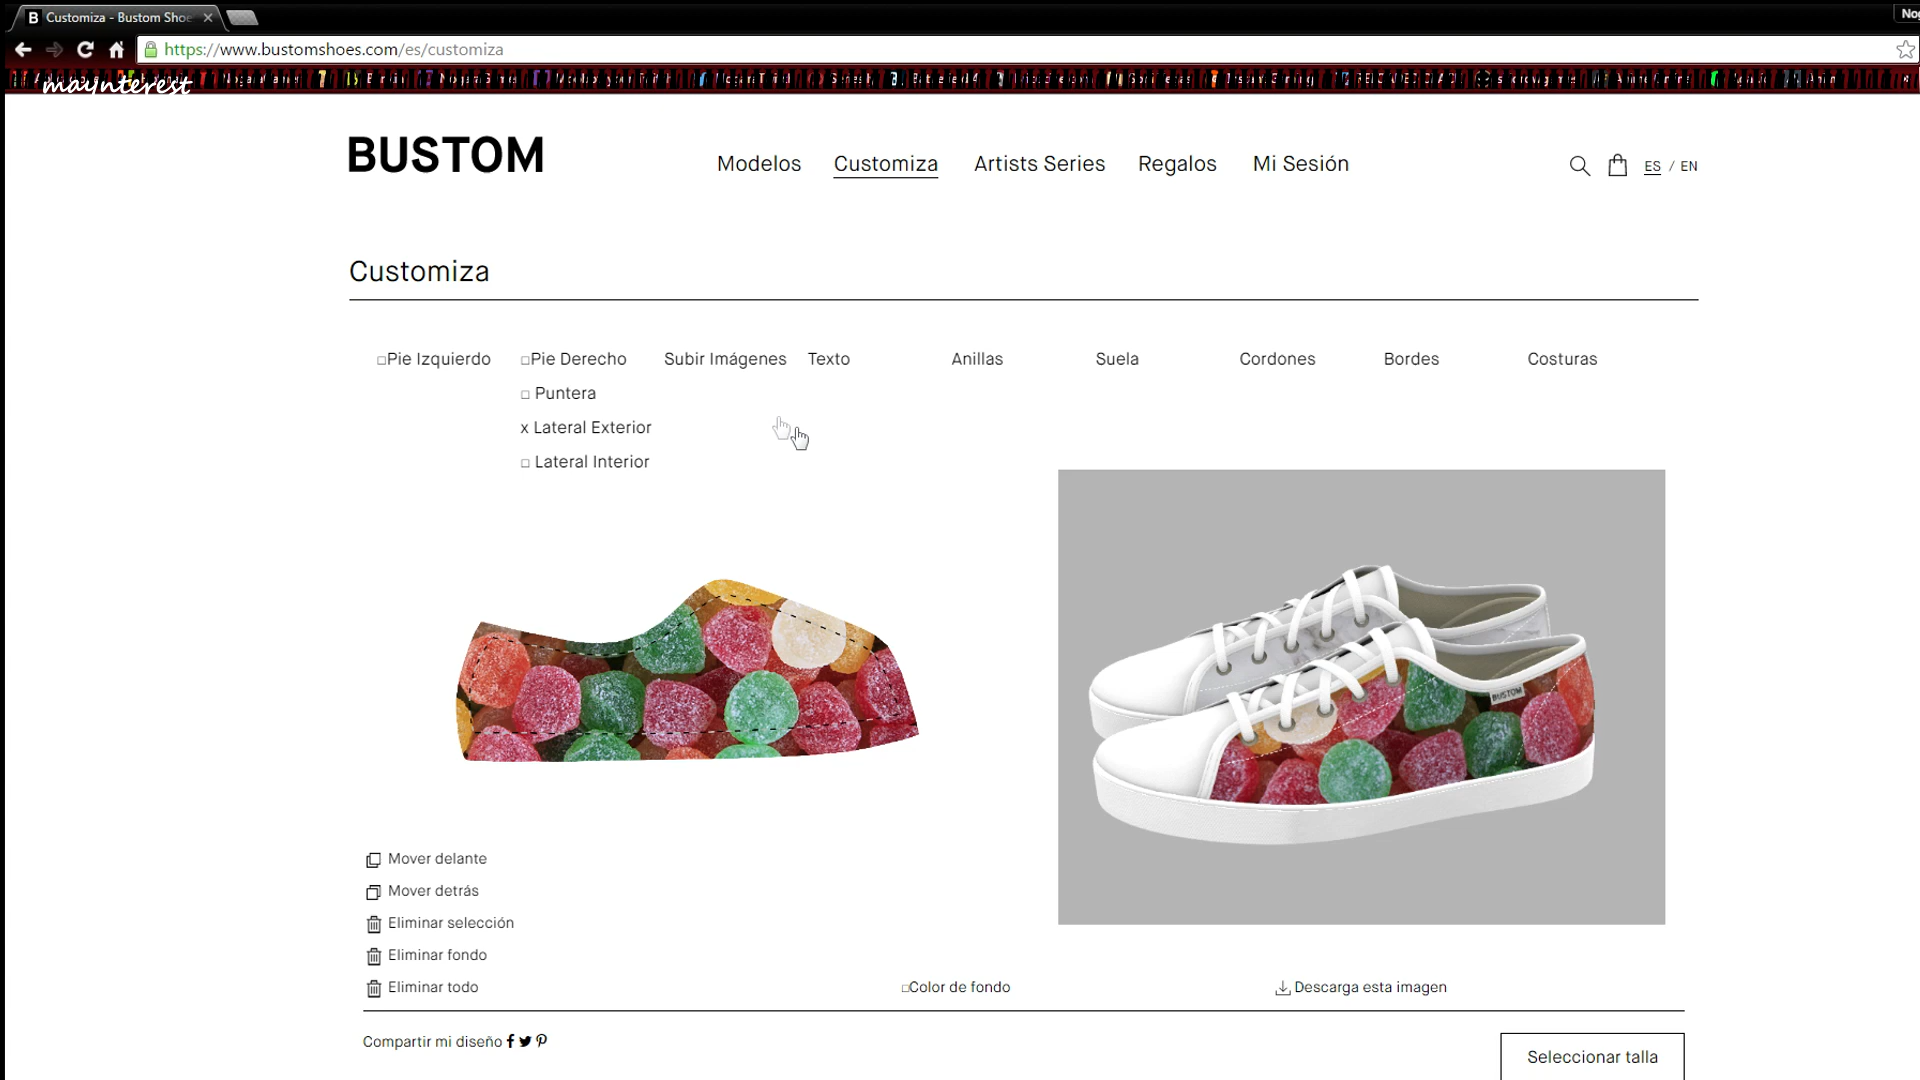 B Customiza - Bustom Shoe
https://www.bustomshoes.com/es/customiza
maynterest
BUSTOM
Modelos
Customiza
Artists Series
Regalos
Mi Sesión
ES / EN
Customiza
Pie Izquierdo
Pie Derecho
Subir Imágenes
Texto
Anillas
Suela
Cordones
Bordes
Costuras
Puntera
x Lateral Exterior
Lateral Interior
BUSTOM
Mover delante
Mover detrás
Eliminar selección
Eliminar fondo
Eliminar todo
Color de fondo
Descarga esta imagen
Compartir mi diseño
Seleccionar talla